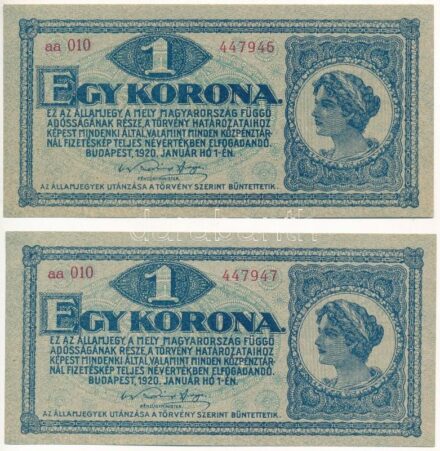 aa 010
1
447946
EGY KORONA.
EZ AZ ÁLLAMJEGY, A MELY MAGYARORSZÁG FÜGGŐ
ADÓSSÁGÁNAK RÉSZE, A TÖRVÉNY HATÁROZATAIHOZ
KÉPEST MINDENKI ÁLTAL, VALAMINT MINDEN KÖZPÉNZTÁR-
NÁL FIZETÉSKÉP TELJES NÉVÉRTÉKBEN ELFOGADANDÓ.
BUDAPEST, 1920. JANUÁR HÓ 1-ÉN.
PÉNZÜGYMINISTER.
AZ ÁLLAMJEGYEK UTÁNZÁSA A TÖRVÉNY SZERINT BÜNTETTETIK.
aa 010
1
447947
EGY KORONA.
EZ AZ ÁLLAMJEGY, A MELY MAGYARORSZÁG FÜGGŐ
ADÓSSÁGÁNAK RÉSZE, A TÖRVÉNY HATÁROZATAIHOZ
KÉPEST MINDENKI ÁLTAL, VALAMINT MINDEN KÖZPÉNZTÁR-
NÁL FIZETÉSKÉP TELJES NÉVÉRTÉKBEN ELFOGADANDÓ.
BUDAPEST, 1920. JANUÁR HÓ 1-ÉN.
PÉNZÜGYMINISTER.
AZ ÁLLAMJEGYEK UTÁNZÁSA A TÖRVÉNY SZERINT BÜNTETTETIK.